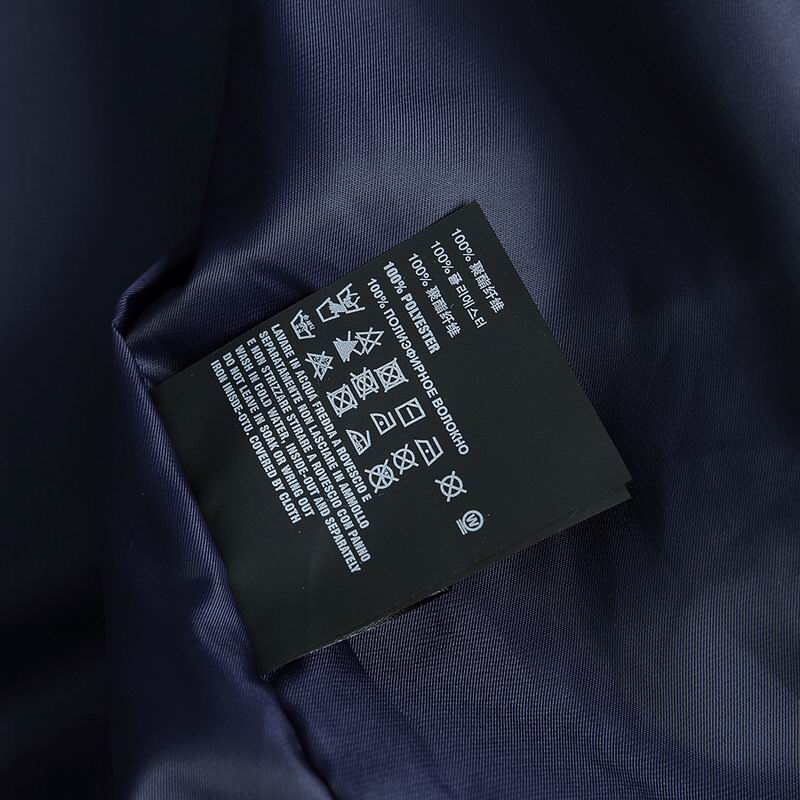 100% 聚酯纤维
100% 폴리에스터
100% 聚酯纤维
100% POLYESTER
100% ПОЛИЭФИРНОЕ ВОЛОКНО
W
LAVARE IN ACQUA FREDDA A ROVESCIO E
SEPARATAMENTE NON LASCIARE IN AMMOLLO
E NON STRIZZARE STIRARE A ROVESCIO CON PANNO
WASH IN COLD WATER, INSIDE-OUT AND SEPARATELY
DO NOT LEAVE IN SOAK OR WRING OUT
IRON INSIDE-OTU, COVERED BY CLOTH